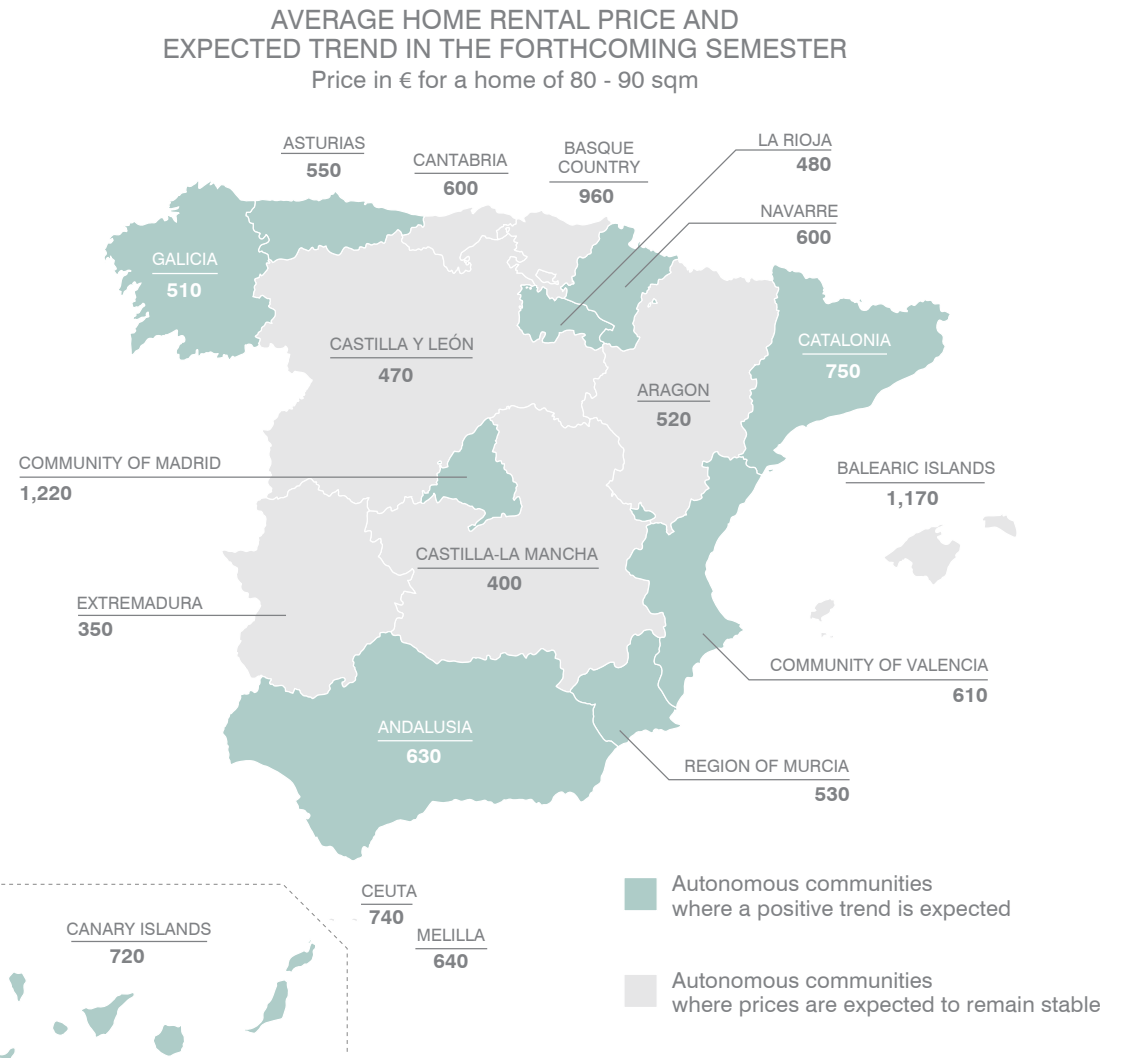 AVERAGE HOME RENTAL PRICE AND
EXPECTED TREND IN THE FORTHCOMING SEMESTER
Price in € for a home of 80 - 90 sqm
ASTURIAS
550
CANTABRIA
600
BASQUE
COUNTRY
960
LA RIOJA
480
NAVARRE
600
GALICIA
510
CASTILLA Y LEÓN
470
ARAGON
520
CATALONIA
750
COMMUNITY OF MADRID
1,220
BALEARIC ISLANDS
1,170
CASTILLA-LA MANCHA
400
EXTREMADURA
350
COMMUNITY OF VALENCIA
610
ANDALUSIA
630
REGION OF MURCIA
530
CEUTA
740
MELILLA
640
CANARY ISLANDS
720
Autonomous communities
where a positive trend is expected
Autonomous communities
where prices are expected to remain stable